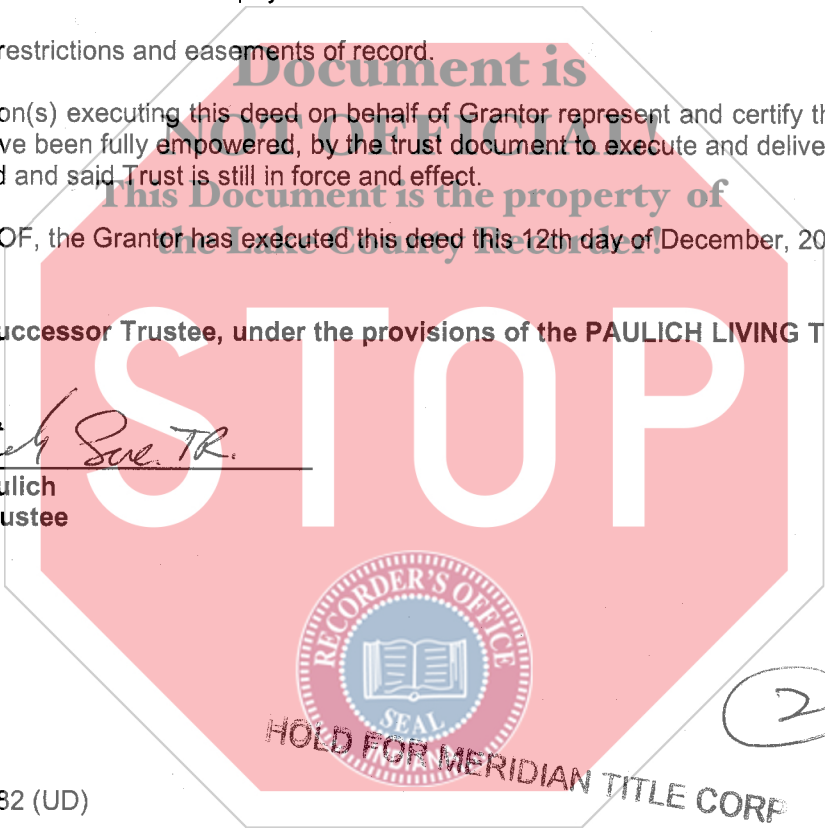 restrictions and easements of record.
Document is
on(s) executing this deed on behalf of Grantor represent and certify th
NOT OFFICIAL!
ve been fully empowered, by the trust document to execute and delive
d and said Trust is still in force and effect.
This Document is the property of
OF, the Grantor has executed this deed this 12th day of December, 20
the Lake County Recorder!
uccessor Trustee, under the provisions of the PAULICH LIVING T
STOP
Suc. TR.
ulich
ustee
RECORDER'S OFFICE
SEAL
INDIANA
2
HOLD FOR MERIDIAN TITLE CORP
82 (UD)